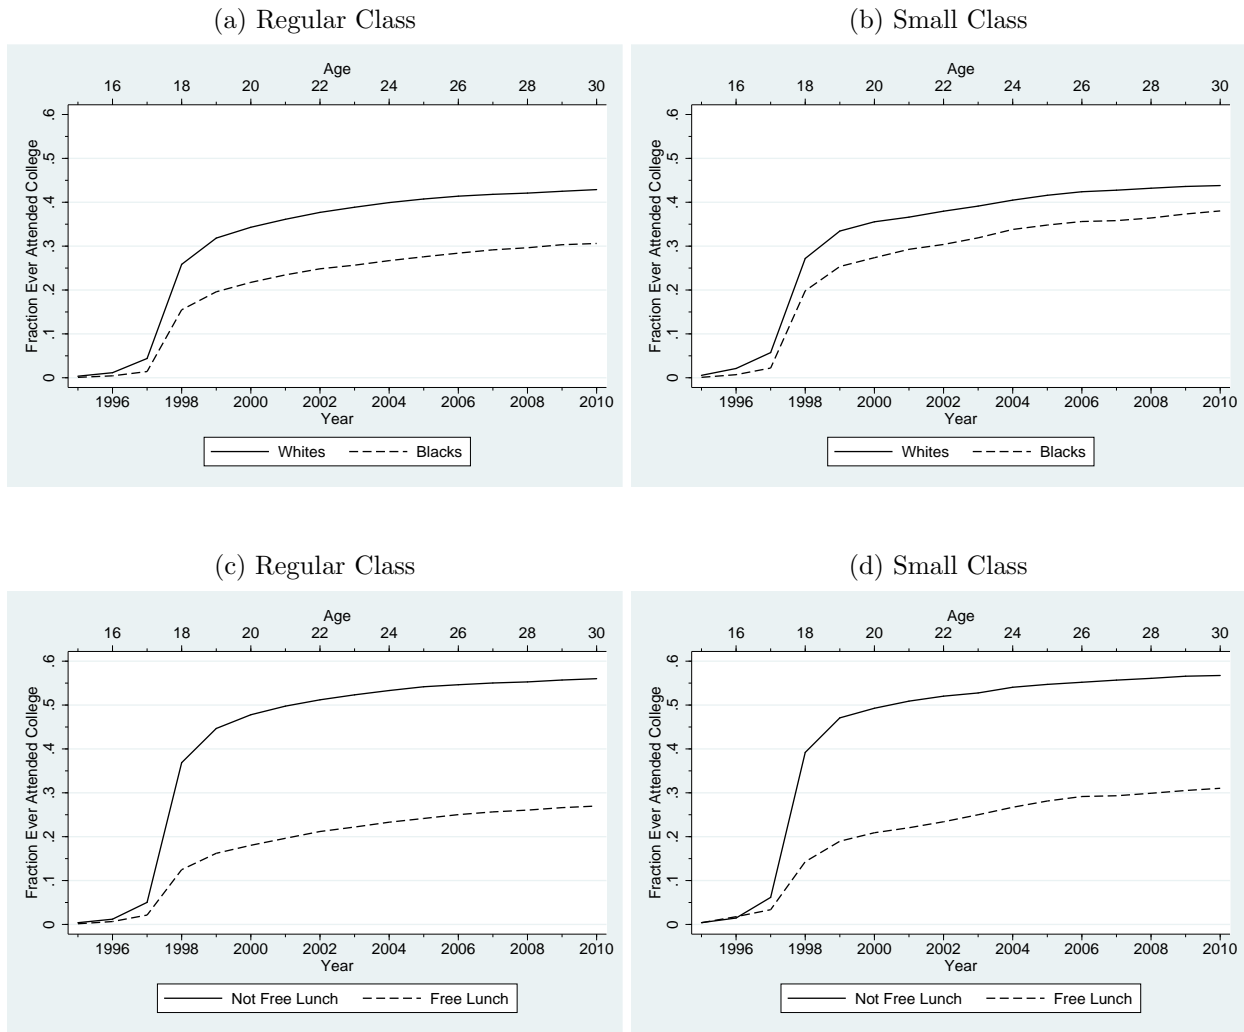 (a) Regular Class
Age
16 18 20 22 24 26 28 30
Fraction Ever Attended College
.6
.5
.4
.3
.2
.1
0
1996 1998 2000 2002 2004 2006 2008 2010
Year
Whites Blacks
(b) Small Class
Age
16 18 20 22 24 26 28 30
Fraction Ever Attended College
.6
.5
.4
.3
.2
.1
0
1996 1998 2000 2002 2004 2006 2008 2010
Year
Whites Blacks
(c) Regular Class
Age
16 18 20 22 24 26 28 30
Fraction Ever Attended College
.6
.5
.4
.3
.2
.1
0
1996 1998 2000 2002 2004 2006 2008 2010
Year
Not Free Lunch Free Lunch
(d) Small Class
Age
16 18 20 22 24 26 28 30
Fraction Ever Attended College
.6
.5
.4
.3
.2
.1
0
1996 1998 2000 2002 2004 2006 2008 2010
Year
Not Free Lunch Free Lunch